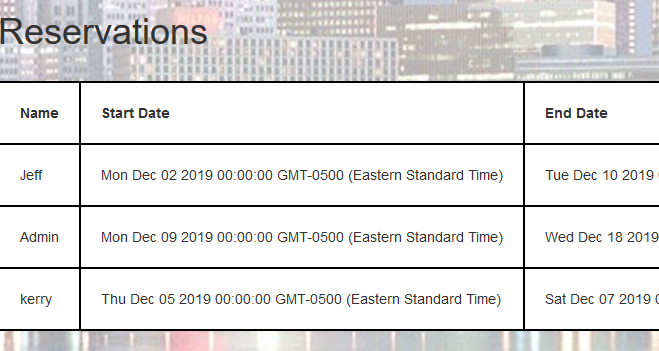 Reservations
Name Start Date End Date
Jeff Mon Dec 02 2019 00:00:00 GMT-0500 (Eastern Standard Time) Tue Dec 10 2019
Admin Mon Dec 09 2019 00:00:00 GMT-0500 (Eastern Standard Time) Wed Dec 18 2019
kerry Thu Dec 05 2019 00:00:00 GMT-0500 (Eastern Standard Time) Sat Dec 07 2019